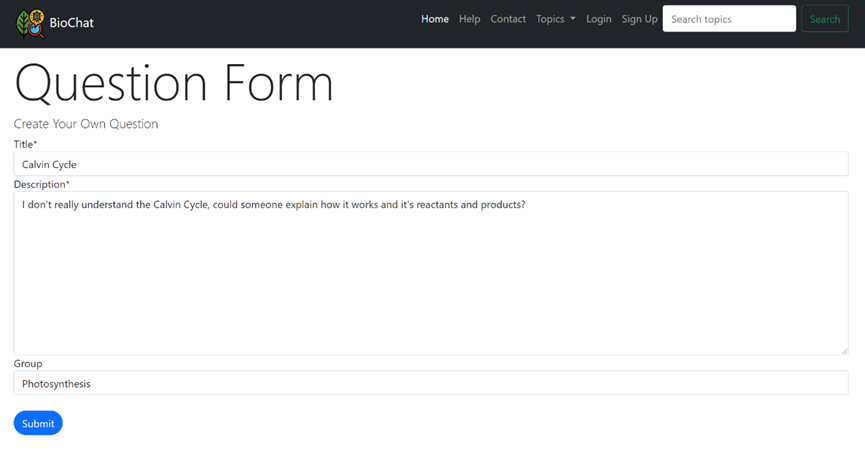 BioChat
Home Help Contact Topics Login Sign Up Search topics Search
Question Form
Create Your Own Question
Title*
Calvin Cycle
Description*
I don't really understand the Calvin Cycle, could someone explain how it works and it's reactants and products?
Group
Photosynthesis
Submit